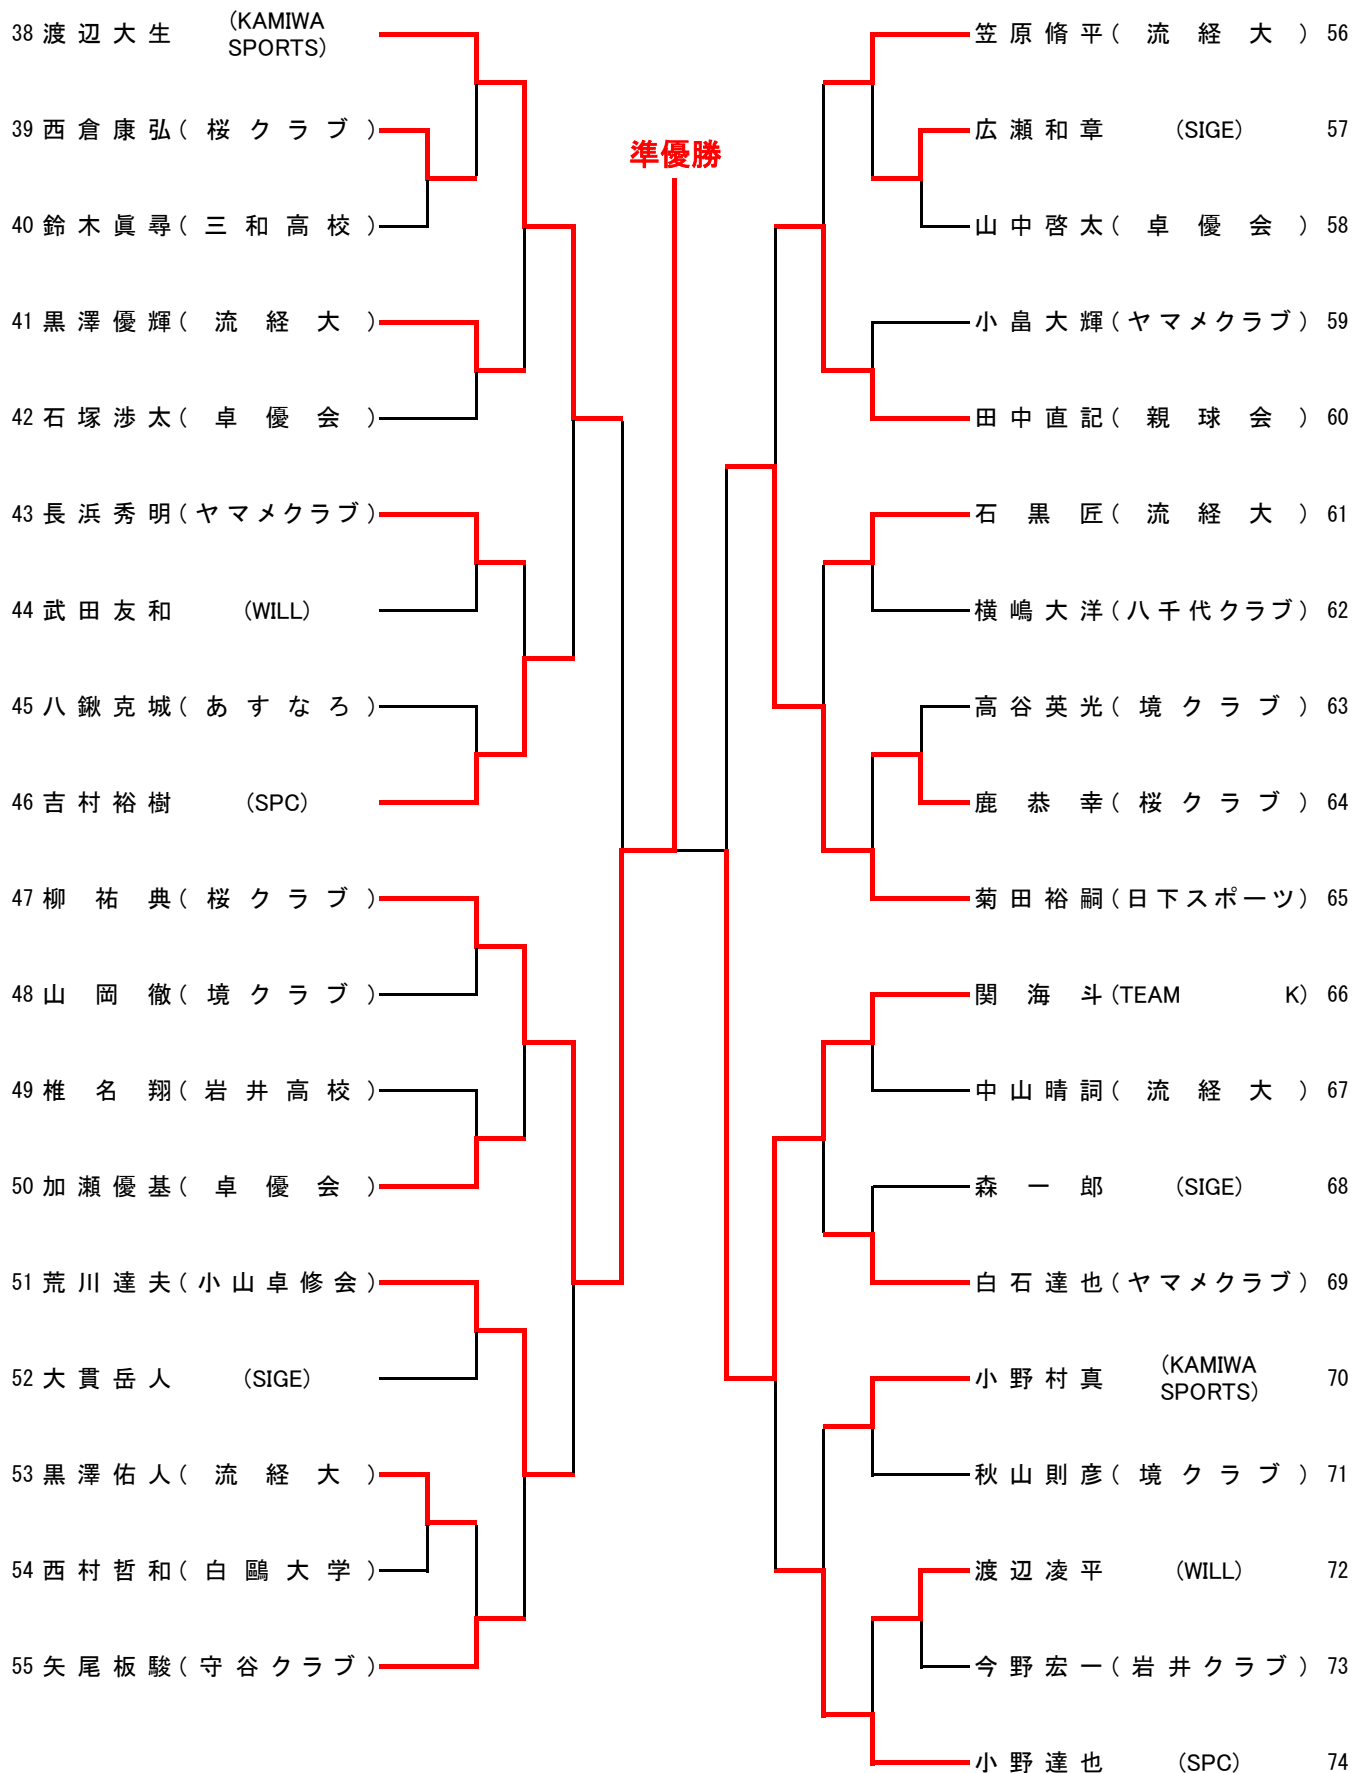 38 渡辺大生 (KAMIWA SPORTS)
39 西倉康弘(桜クラブ)
40 鈴木眞尋(三和高校)
41 黒澤優輝(流経大)
42 石塚渉太(卓優会)
43 長浜秀明(ヤマメクラブ)
44 武田友和 (WILL)
45 八鍬克城(あすなろ)
46 吉村裕樹 (SPC)
47 柳祐典(桜クラブ)
48 山岡徹(境クラブ)
49 椎名翔(岩井高校)
50 加瀬優基(卓優会)
51 荒川達夫(小山卓修会)
52 大貫岳人 (SIGE)
53 黒澤佑人(流経大)
54 西村哲和(白鷗大学)
55 矢尾板駿(守谷クラブ)
準優勝
笠原脩平(流経大) 56
広瀬和章 (SIGE) 57
山中啓太(卓優会) 58
小畠大輝(ヤマメクラブ) 59
田中直記(親球会) 60
石黒匠(流経大) 61
横嶋大洋(八千代クラブ) 62
高谷英光(境クラブ) 63
鹿恭幸(桜クラブ) 64
菊田裕嗣(日下スポーツ) 65
関海斗(TEAM K) 66
中山晴詞(流経大) 67
森一郎 (SIGE) 68
白石達也(ヤマメクラブ) 69
小野村真 (KAMIWA SPORTS) 70
秋山則彦(境クラブ) 71
渡辺凌平 (WILL) 72
今野宏一(岩井クラブ) 73
小野達也 (SPC) 74